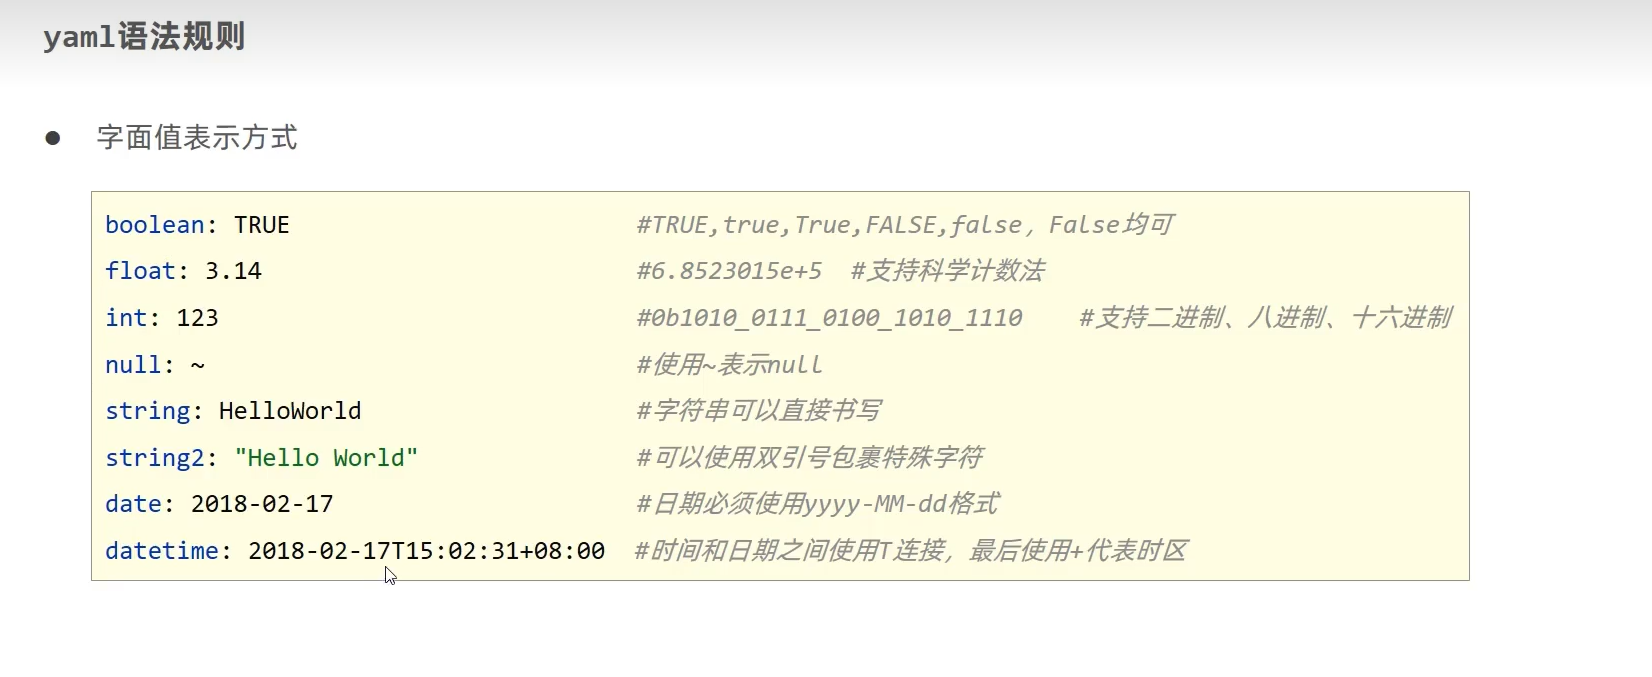 yaml语法规则
● 字面值表示方式
boolean: TRUE #TRUE,true,True,FALSE,false，False均可
float: 3.14 #6.8523015e+5 #支持科学计数法
int: 123 #0b1010_0111_0100_1010_1110 #支持二进制、八进制、十六进制
null: ~ #使用~表示null
string: HelloWorld #字符串可以直接书写
string2: "Hello World" #可以使用双引号包裹特殊字符
date: 2018-02-17 #日期必须使用yyyy-MM-dd格式
datetime: 2018-02-17T15:02:31+08:00 #时间和日期之间使用T连接，最后使用+代表时区